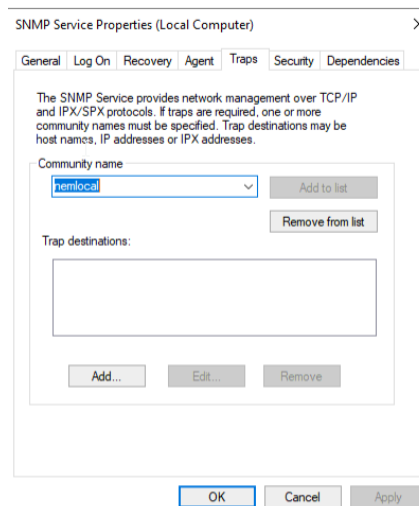 SNMP Service Properties (Local Computer)
General Log On Recovery Agent Traps Security Dependencies
The SNMP Service provides network management over TCP/IP
and IPX/SPX protocols. If traps are required, one or more
community names must be specified. Trap destinations may be
host names, IP addresses or IPX addresses.
Community name
nemlocal
Add to list
Remove from list
Trap destinations:
Add... Edit... Remove
OK Cancel Apply